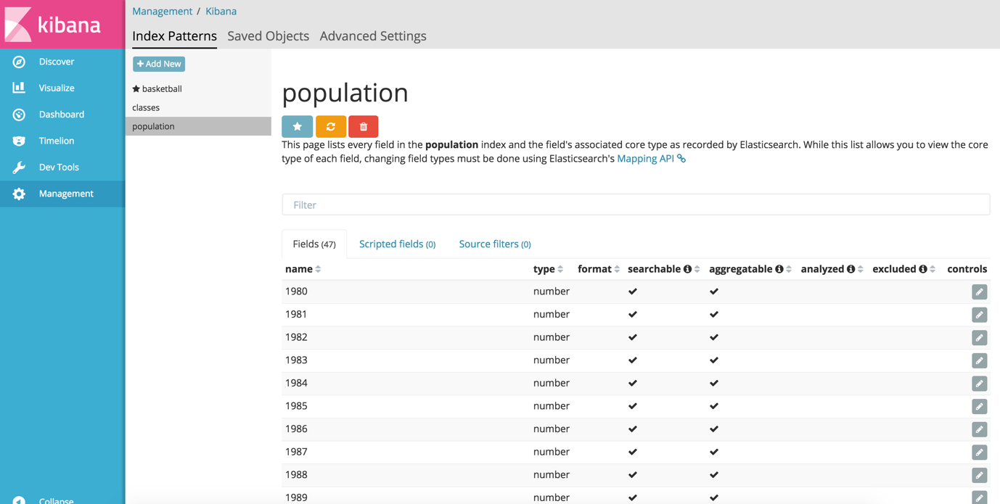 kibana
Discover
Visualize
Dashboard
Timelion
Dev Tools
Management
Collapse
Management / Kibana
Index Patterns Saved Objects Advanced Settings
Add New
basketball
classes
population
population
This page lists every field in the population index and the field's associated core type as recorded by Elasticsearch. While this list allows you to view the core
type of each field, changing field types must be done using Elasticsearch's Mapping API
Filter
Fields (47) Scripted fields (0) Source filters (0)
name type format searchable aggregatable analyzed excluded controls
1980 number
1981 number
1982 number
1983 number
1984 number
1985 number
1986 number
1987 number
1988 number
1989 number